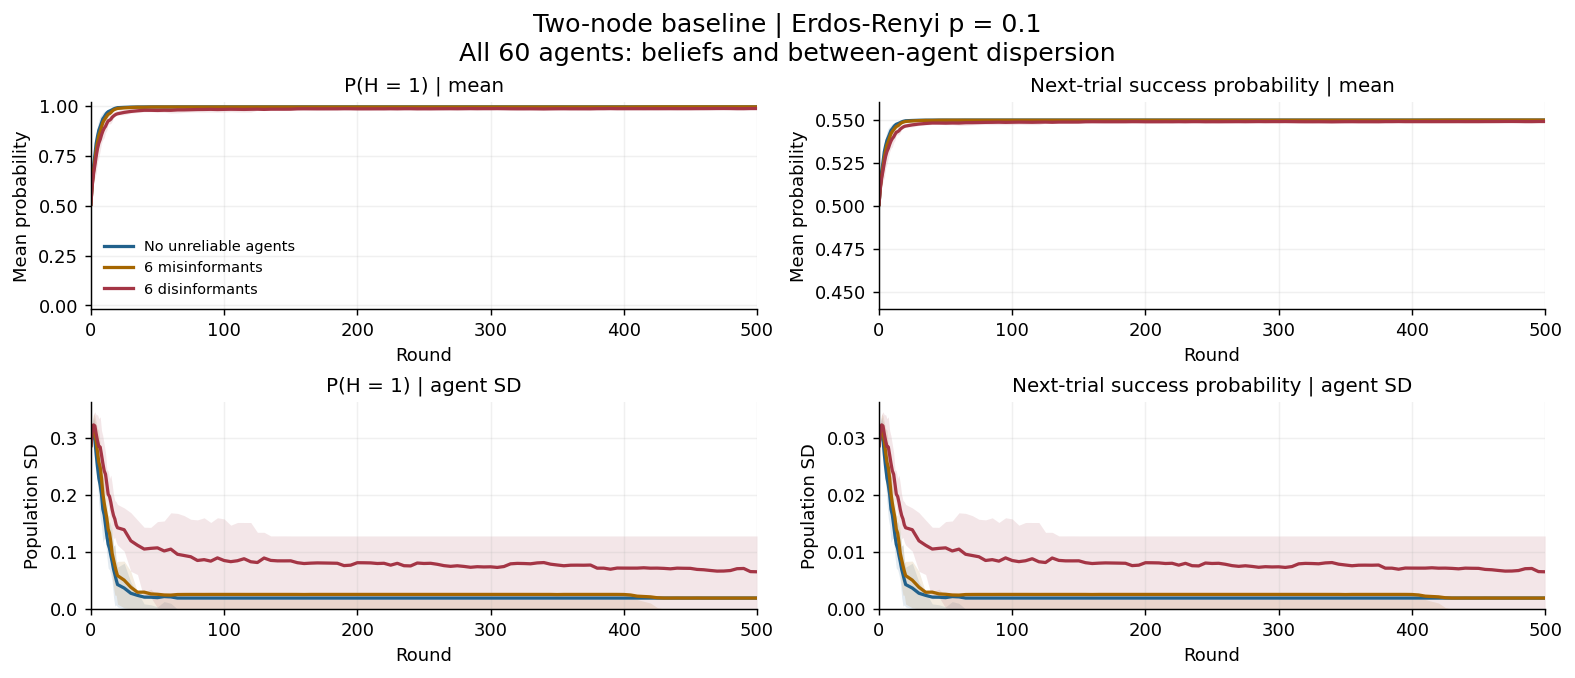 Two-node baseline | Erdos-Renyi p = 0.1
All 60 agents: beliefs and between-agent dispersion
P(H = 1) | mean
Mean probability
1.00
0.75
0.50
0.25
0.00
No unreliable agents
6 misinformants
6 disinformants
0 100 200 300 400 500
Round
Next-trial success probability | mean
Mean probability
0.550
0.525
0.500
0.475
0.450
0 100 200 300 400 500
Round
P(H = 1) | agent SD
Population SD
0.3
0.2
0.1
0.0
0 100 200 300 400 500
Round
Next-trial success probability | agent SD
Population SD
0.03
0.02
0.01
0.00
0 100 200 300 400 500
Round